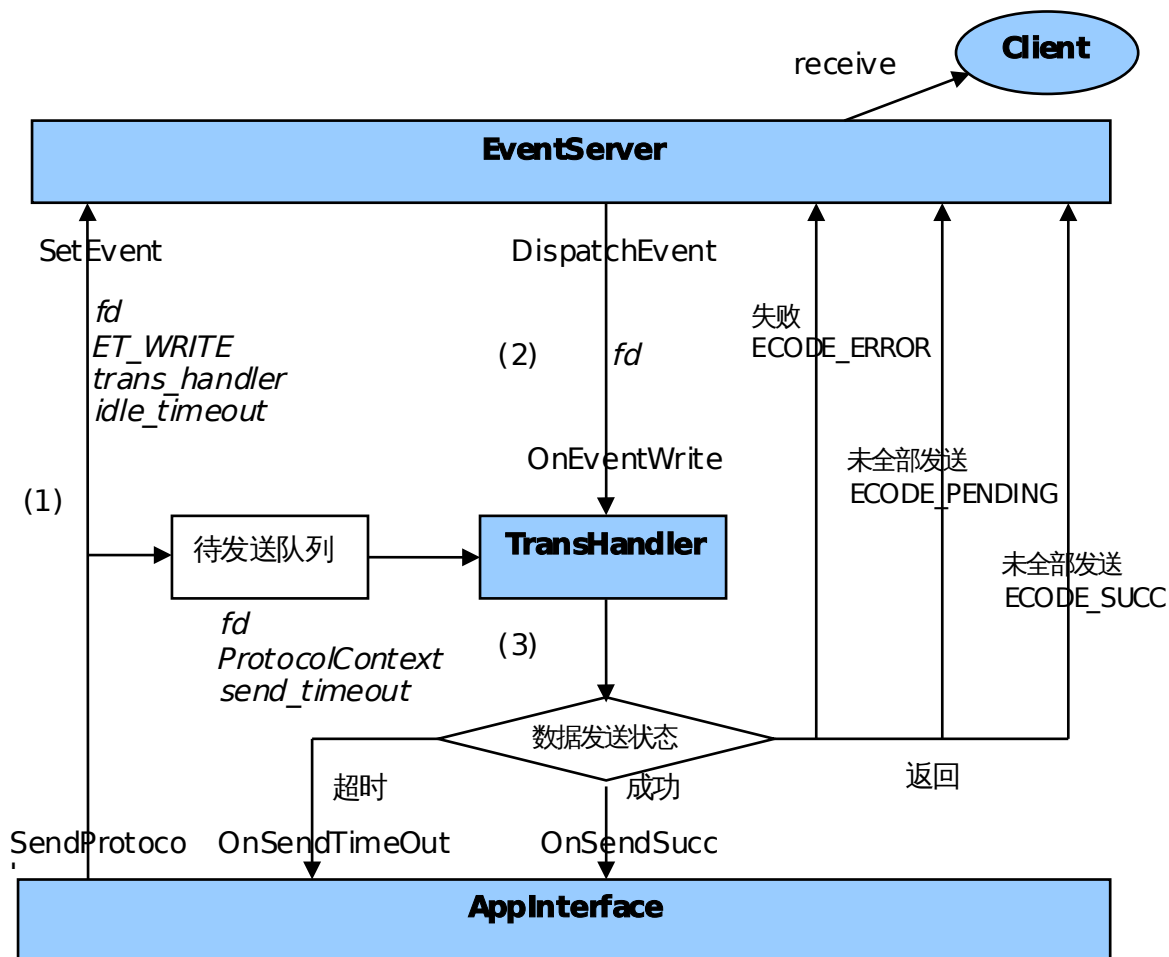 Client
receive
EventServer
SetEvent
DispatchEvent
fd
ET_WRITE
trans_handler
idle_timeout
(2)
fd
失败
ECODE_ERROR
OnEventWrite
未全部发送
ECODE_PENDING
(1)
待发送队列
TransHandler
未全部发送
ECODE_SUCC
fd
ProtocolContext
send_timeout
(3)
数据发送状态
超时
成功
返回
SendProtoco
OnSendTimeOut
OnSendSucc
AppInterface